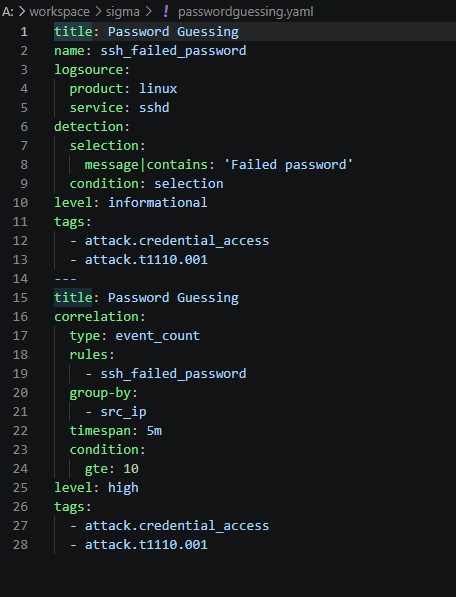 A: > workspace > sigma > ! passwordguessing.yaml
1 title: Password Guessing
2 name: ssh_failed_password
3 logsource:
4   product: linux
5   service: sshd
6 detection:
7   selection:
8     message|contains: 'Failed password'
9   condition: selection
10 level: informational
11 tags:
12   - attack.credential_access
13   - attack.t1110.001
14 ---
15 title: Password Guessing
16 correlation:
17   type: event_count
18   rules:
19     - ssh_failed_password
20   group-by:
21     - src_ip
22   timespan: 5m
23   condition:
24     gte: 10
25 level: high
26 tags:
27   - attack.credential_access
28   - attack.t1110.001